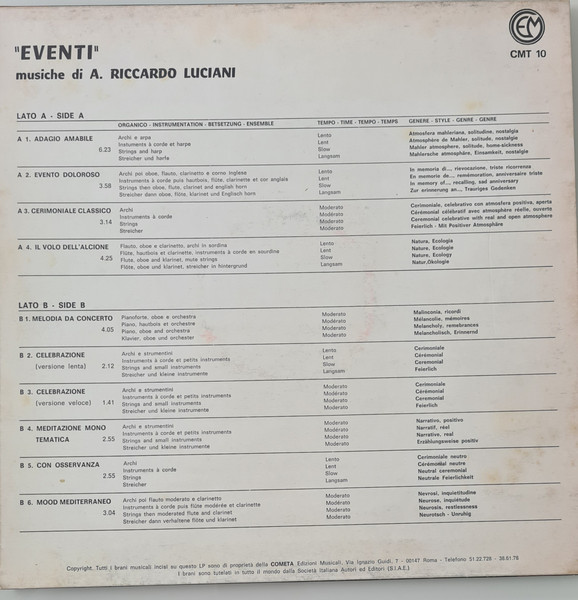 CEM
CMT 10
"EVENTI"
musiche di A. RICCARDO LUCIANI
LATO A - SIDE A
ORGANICO - INSTRUMENTATION - BETSETZUNG - ENSEMBLE TEMPO - TIME - TEMPO - TEMPS GENERE - STYLE - GENRE - GENRE
A 1. ADAGIO AMABILE Archi e arpa Lento Atmosfera mahleriana, solitudine, nostalgia
Instuments à corde et harpe Lent Atmosphère de Mahler, solitude, nostalgie
6.23 Strings and harp Slow Mahler atmosphere, solitude, home-sickness
Streicher und harfe Langsam Mahlersche atmosphäre, Einsamkeit, nostalgie
A 2. EVENTO DOLOROSO Archi poi oboe, flauto, clarinetto e corno inglese Lento In memoria di... rievocazione, triste ricorrenza
Instruments à corde puis hautbois, flûte, clarinette et cor anglais Lent En memorie de... remémoration, anniversaire triste
3.58 Strings then oboe, flute, clarinet and english horn Slow In memory of... recalling, sad anniversary
Streicher dann oboe, flöte, klarinet und Englisch horn Langsam Zur erinnerung an... Trauriges Gedenken
A 3. CERIMONIALE CLASSICO Archi Moderato Cerimoniale, celebrativo con atmosfera positiva, aperta
Instruments à corde Modérato Cérémonial célébratif avec atmosphère réelle, ouverte
3.14 Strings Moderato Ceremonial celebrative with real and open atmosphere
Streicher Moderato Feierlich - Mit Positiver Atmosphäre
A 4. IL VOLO DELL'ALCIONE Flauto, oboe e clarinetto, archi in sordina Lento Natura, Ecologia
Flûte, hautbois et clarinette, instruments à corde en sourdine Lent Nature, Ecologie
4.25 Flute, oboe and klarinet, mute strings Slow Nature, Ecology
Flöte, oboe und klarinet, streicher in hintergrund Langsam Natur,Okologie
LATO B - SIDE B
B 1. MELODIA DA CONCERTO Pianoforte, oboe e orchestra Moderato Malinconia, ricordi
Piano, hautbois et orchestre Modérato Mélancolie, mémoires
4.05 Piano, oboe and orchestra Moderato Melancholy, remebrances
Klavier, oboe und orchester Moderato Melancholisch, Erinnernd
B 2. CELEBRAZIONE Archi e strumentini Lento Cerimoniale
Instruments à corde et petits instruments Lent Cérémonial
(versione lenta) 2.12 Strings and small instruments Slow Ceremonial
Streicher und kleine instrumente Langsam Feierlich
B 3. CELEBRAZIONE Archi e strumentini Moderato Cerimoniale
Instruments à corde et petits instruments Modérato Cérémonial
(versione veloce) 1.41 Strings and small instruments Moderato Ceremonial
Streicher und kleine instrumente Moderato Feierlich
B 4. MEDITAZIONE MONO Archi e strumentini Moderato Narrativo, positivo
Instruments à corde et petits instruments Modérato Narratif, réel
TEMATICA 2.55 Strings and small instruments Moderato Narrative, real
Streicher und kleine instrumente Moderato Erzählungsweise positiv
B 5. CON OSSERVANZA Archi Lento Cerimoniale neutro
Instruments à corde Lent Cérémonial neutre
2.55 Strings Slow Neutral ceremonial
Streicher Langsam Neutrale Feierlichkeit
B 6. MOOD MEDITERRANEO Archi poi flauto moderato e clarinetto Moderato Nevrosi, inquietitudine
Instruments à corde puis flûte modérée et clarinette Modérato Neurose, inquiétude
3.04 Strings then moderated flute and clarinet Moderato Neurosis, restlessness
Streicher dann verhaltene flöte und klarinet Moderato Neurotsch - Unruhig
Copyright. Tutti i brani musicali incisi su questo LP sono di proprietà della COMETA Edizioni Musicali. Via Ignazio Guidi, 7 - 00147 Roma - Telefono 51.22.729 - 38.61.78
I brani sono tutelati in tutto il mondo dalla Società Italiana Autori ed Editori (S.I.A.E.)